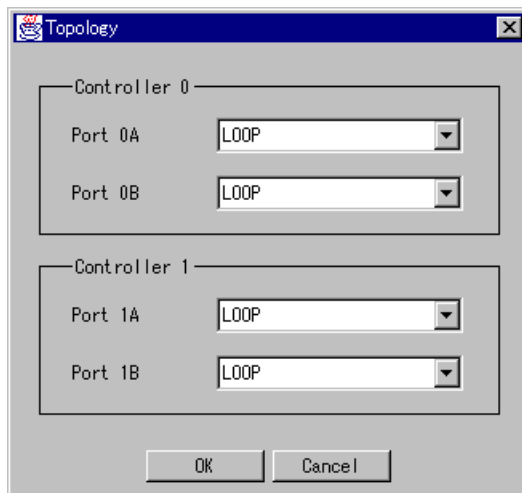 Topology
Controller 0
Port 0A LOOP
Port 0B LOOP
Controller 1
Port 1A LOOP
Port 1B LOOP
OK Cancel